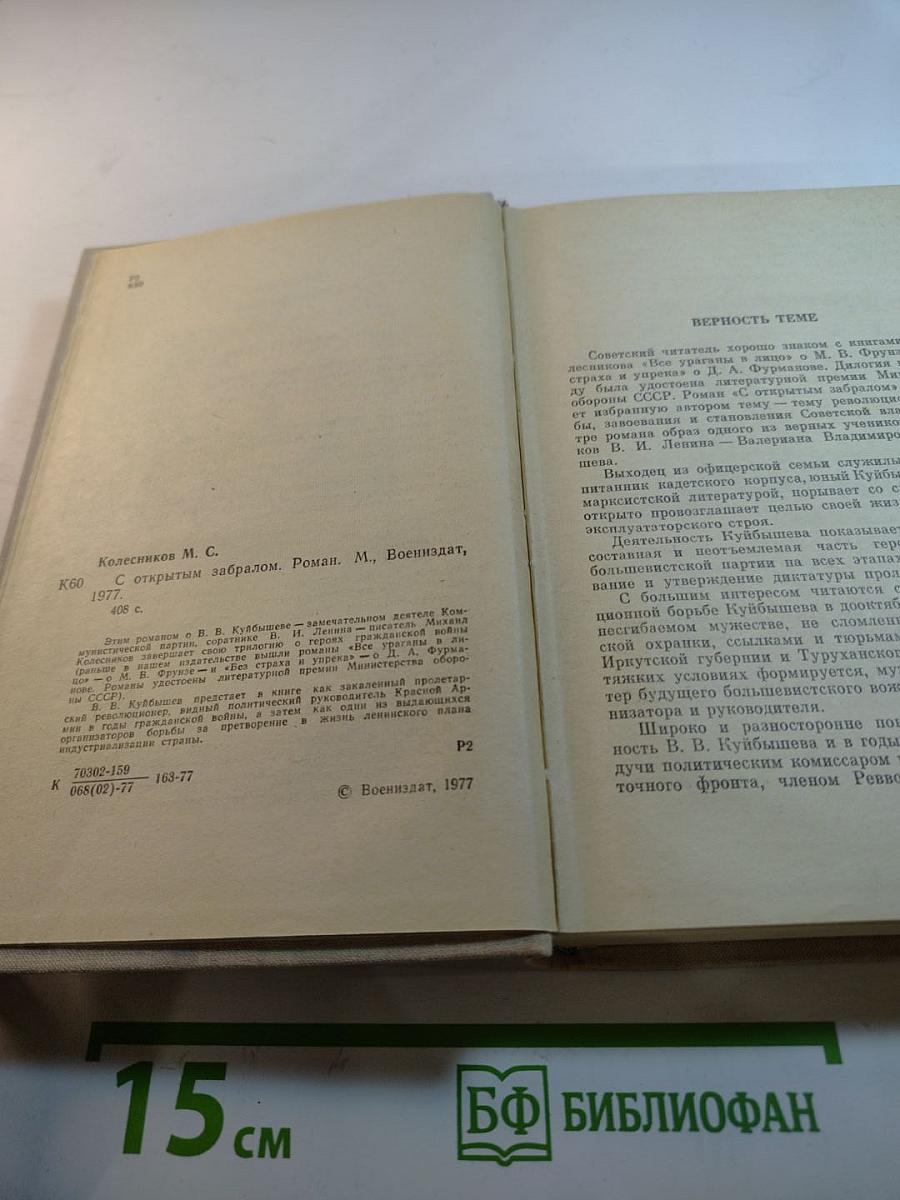 Р2
К60
Колесников М. С.
К60 С открытым забралом. Роман. М., Воениздат,
1977.
408 с.
Этим романом о В. В. Куйбышеве — замечательном деятеле Ком-
мунистической партии, соратнике В. И. Ленина — писатель Михаил
Колесников завершает свою трилогию о героях гражданской войны
(раньше в нашем издательстве вышли романы «Все ураганы в ли-
цо» — о М. В. Фрунзе — и «Без страха и упрека» — о Д. А. Фурма-
нове. Романы удостоены литературной премии Министерства оборо-
ны СССР).
В. В. Куйбышев предстает в книге как закаленный пролетар-
ский революционер, видный политический руководитель Красной Ар-
мии в годы гражданской войны, а затем как один из выдающихся
организаторов борьбы за претворение в жизнь ленинского плана
индустриализации страны.
Р2
К 70302-159
068(02)-77 163-77
© Воениздат, 1977
ВЕРНОСТЬ ТЕМЕ
Советский читатель хорошо знаком с книгами
лесникова «Все ураганы в лицо» о М. В. Фрунз
страха и упрека» о Д. А. Фурманове. Дилогия
ду была удостоена литературной премии Мин
обороны СССР. Роман «С открытым забралом»
ет избранную автором тему — тему революцио
бы, завоевания и становления Советской вла
тре романа образ одного из верных ученико
ков В. И. Ленина — Валериана Владимиро
шева.
Выходец из офицерской семьи служилы
питанник кадетского корпуса, юный Куйбы
марксистской литературой, порывает со с
открыто провозглашает целью своей жиз
эксплуататорского строя.
Деятельность Куйбышева показывает
составная и неотъемлемая часть геро
большевистской партии на всех этапах
вание и утверждение диктатуры прол
С большим интересом читаются с
ционной борьбе Куйбышева в дооктяб
несгибаемом мужестве, не сломлен
ской охранки, ссылками и тюрьмам
Иркутской губернии и Туруханского
тяжких условиях формируется, муж
тер будущего большевистского вож
низатора и руководителя.
Широко и разносторонне пок
ность В. В. Куйбышева и в годы
дучи политическим комиссаром
точного фронта, членом Ревво
15 см
БФ БИБЛИОФАН